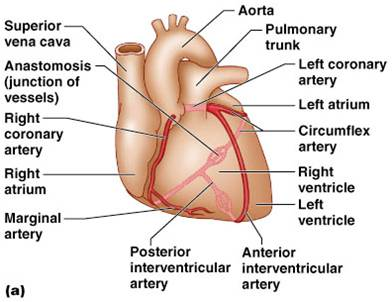 Superior
vena cava
Anastomosis
(junction of
vessels)
Right
coronary
artery
Right
atrium
Marginal
artery
Aorta
Pulmonary
trunk
Left coronary
artery
Left atrium
Circumflex
artery
Right
ventricle
Left
ventricle
Posterior
interventricular
artery
Anterior
interventricular
artery
(a)